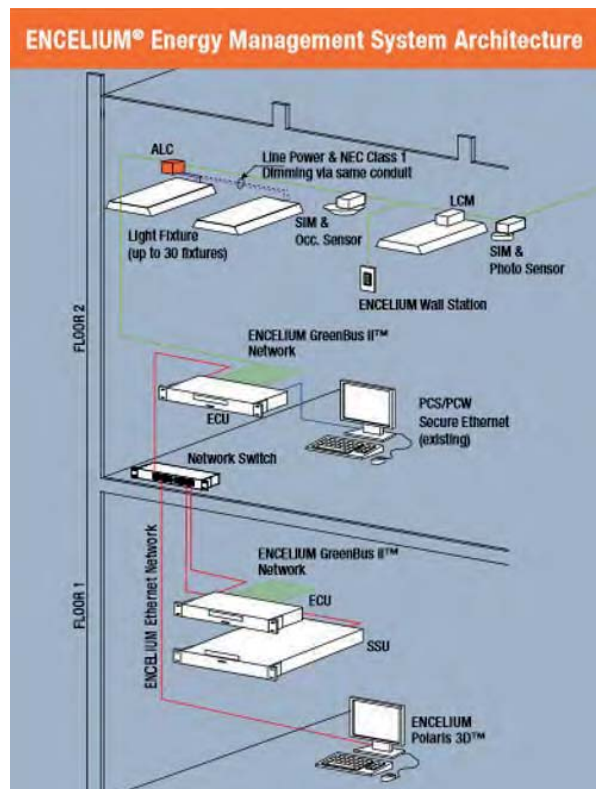 ENCELIUM® Energy Management System Architecture
ALC
Line Power & NEC Class 1
Dimming via same conduit
LCM
Light Fixture
(up to 30 fixtures)
SIM &
Occ. Sensor
SIM &
Photo Sensor
ENCELIUM Wall Station
FLOOR 2
ENCELIUM GreenBus II™
Network
ECU
PCS/PCW
Secure Ethernet
(existing)
Network Switch
ENCELIUM Ethernet Network
ENCELIUM GreenBus II™
Network
ECU
FLOOR 1
SSU
ENCELIUM
Polaris 3D™